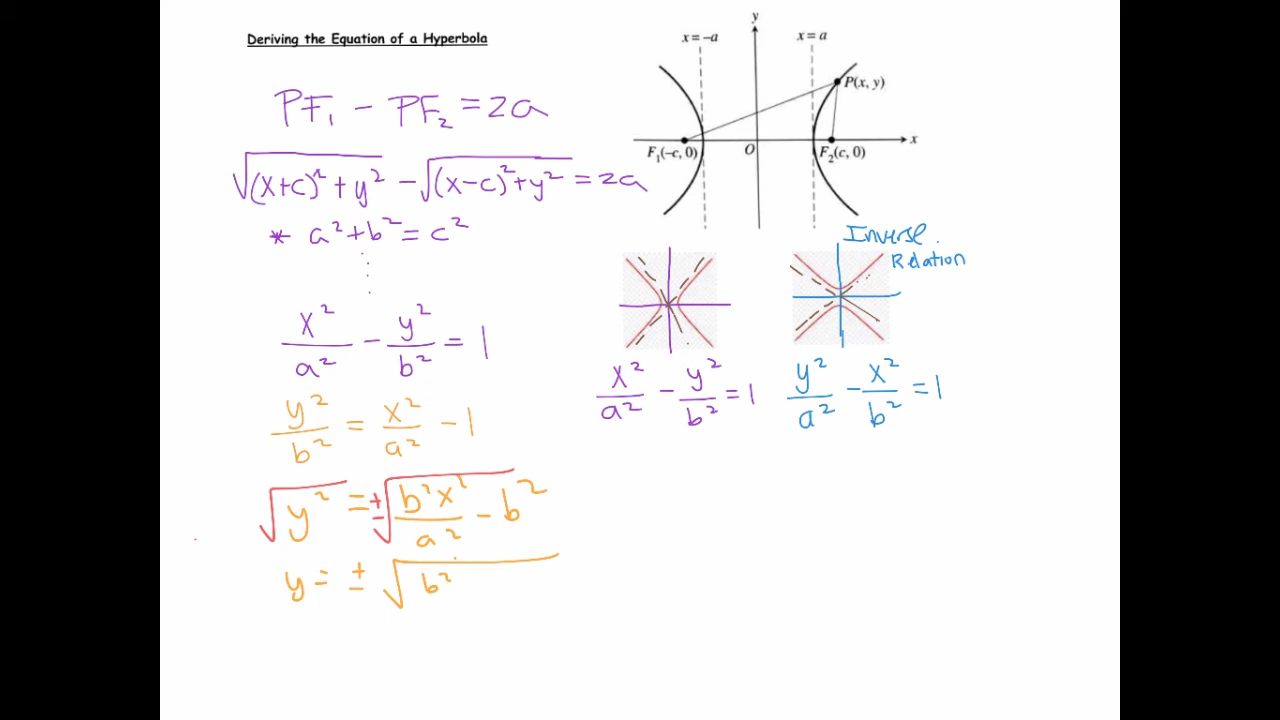 Deriving the Equation of a Hyperbola
PF₁ − PF₂ = 2a
√((x+c)² + y²) − √((x−c)² + y²) = 2a
* a² + b² = c²
x²/a² − y²/b² = 1
y²/b² = x²/a² − 1
√y² = ±√(b²x²/a² − b²)
y = ± √(b²
y
x = −a
x = a
P(x, y)
x
F₁(−c, 0)
O
F₂(c, 0)
Inverse
Relation
x²/a² − y²/b² = 1
y²/a² − x²/b² = 1